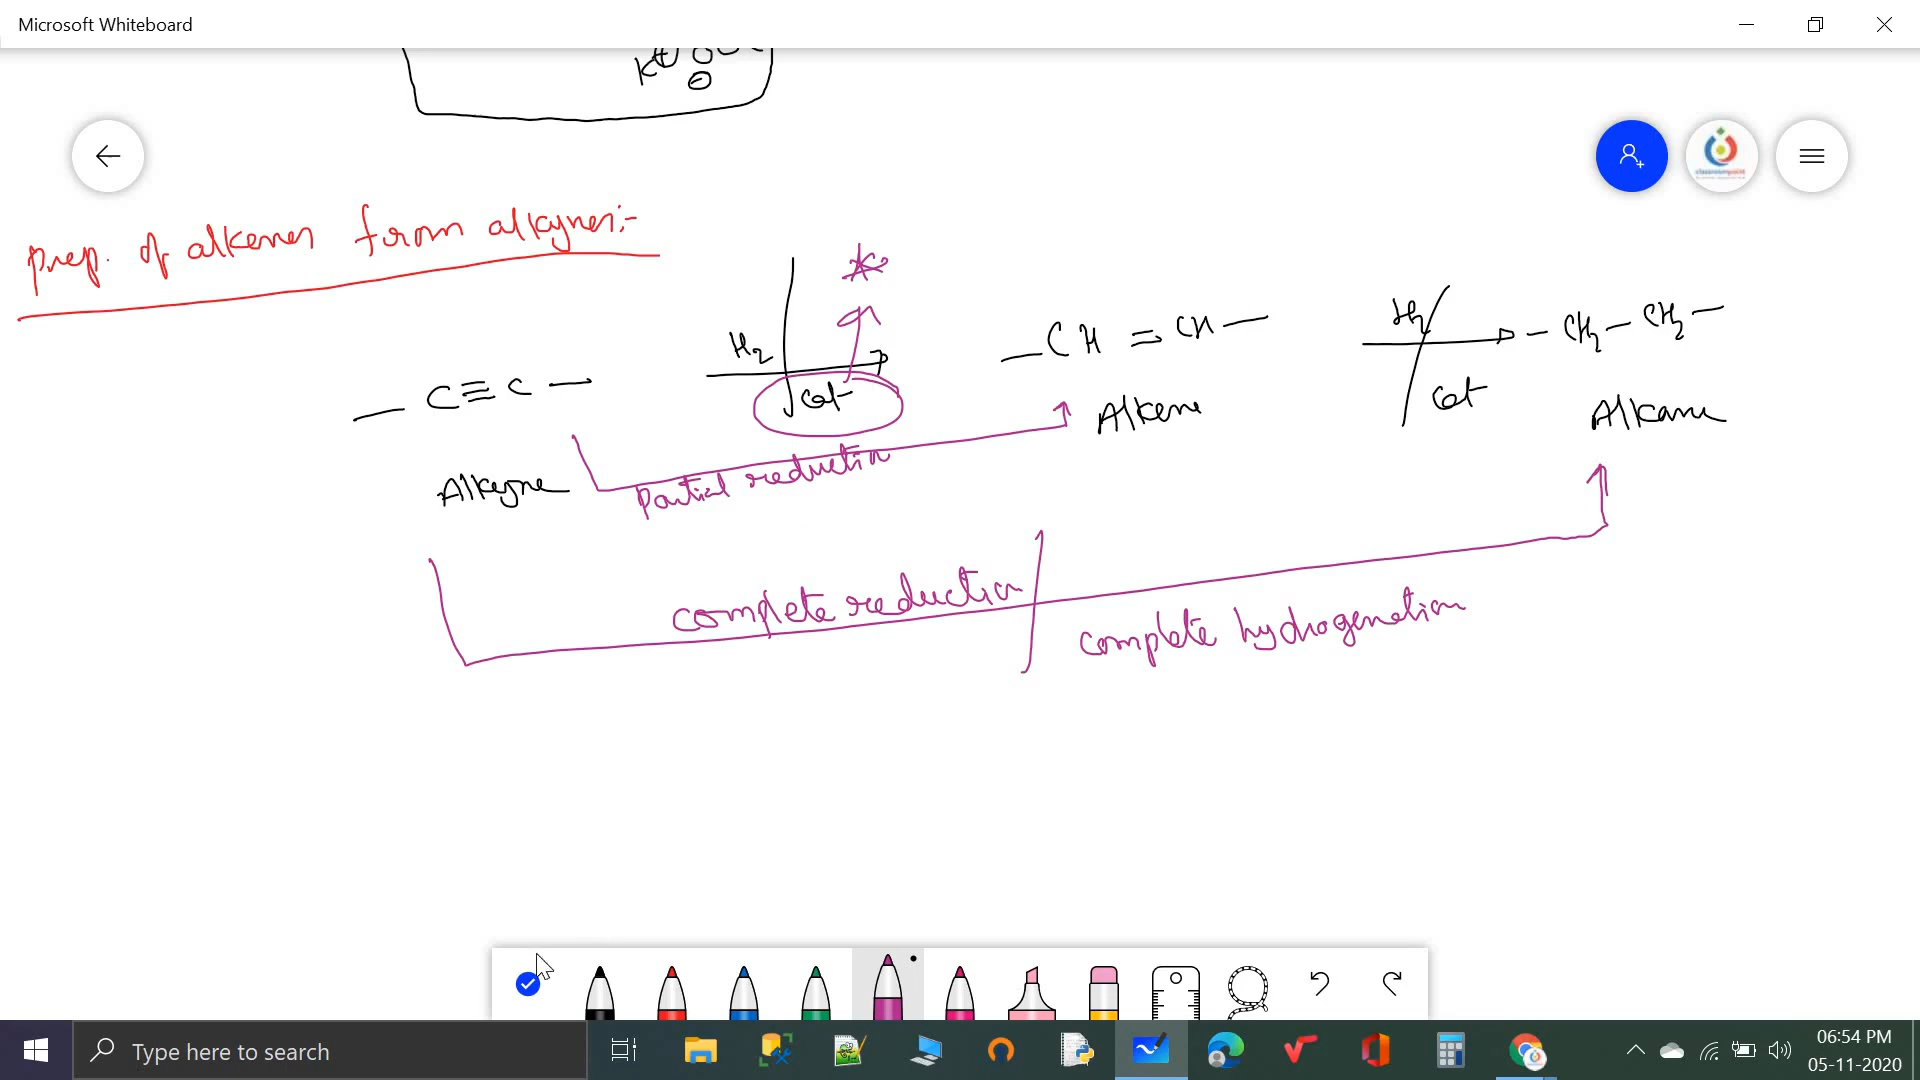 Microsoft Whiteboard
Prep. of alkenes from alkynes:-
H2
Cat
— C≡C —
— CH = CH —
H2
Cat
— CH2 — CH2 —
Alkyne
Alkene
Alkane
Partial reduction
complete reduction
complete hydrogenation
Type here to search
06:54 PM
05-11-2020